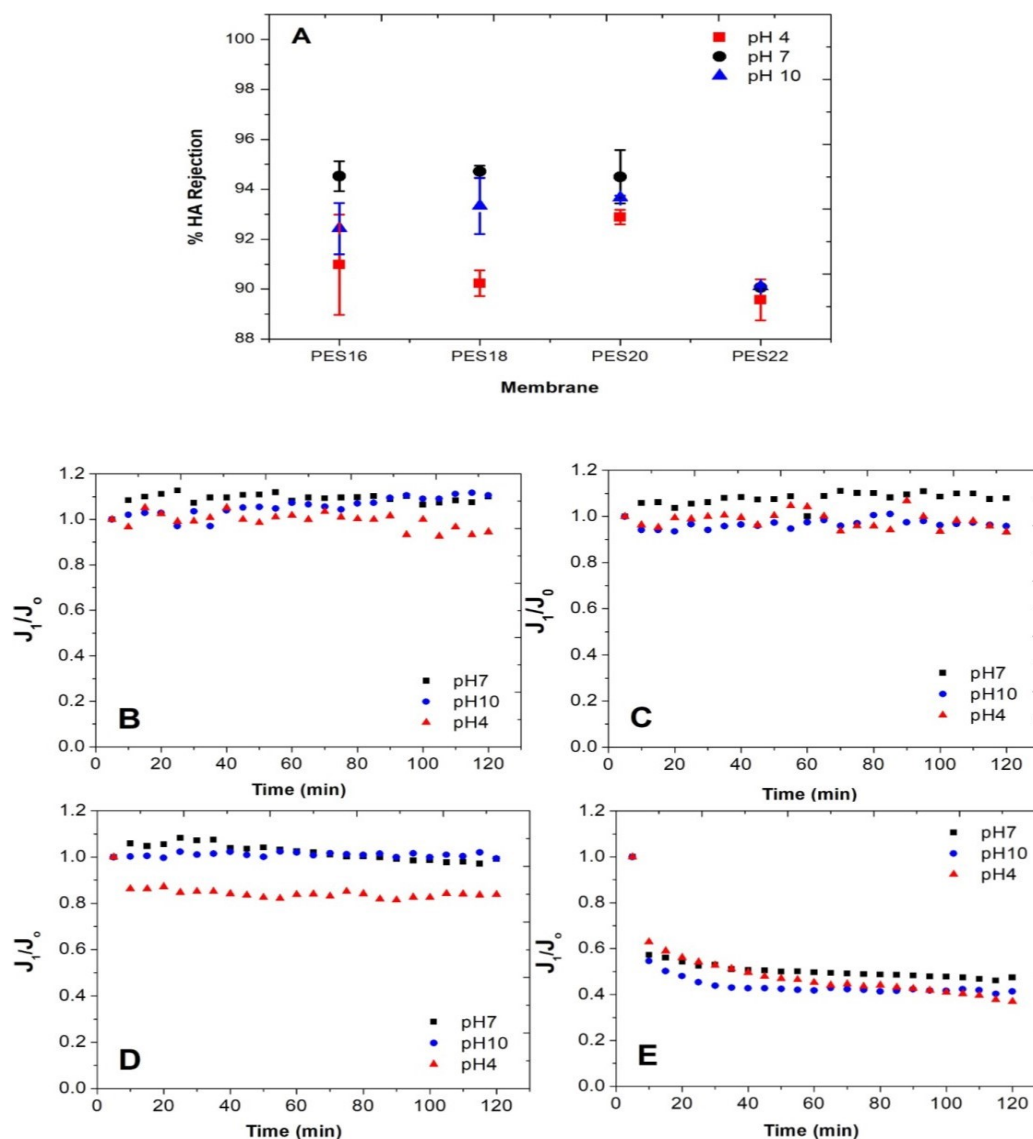 A
pH 4
pH 7
pH 10
% HA Rejection
100
98
96
94
92
90
88
PES16 PES18 PES20 PES22
Membrane
J1/Jo
1.2
1.0
0.8
0.6
0.4
0.2
0.0
B
pH7
pH10
pH4
0 20 40 60 80 100 120
Time (min)
J1/J0
1.2
1.0
0.8
0.6
0.4
0.2
0.0
C
pH7
pH10
pH4
0 20 40 60 80 100 120
Time (min)
J1/Jo
1.2
1.0
0.8
0.6
0.4
0.2
0.0
D
pH7
pH10
pH4
0 20 40 60 80 100 120
Time (min)
J1/Jo
1.2
1.0
0.8
0.6
0.4
0.2
0.0
E
pH7
pH10
pH4
0 20 40 60 80 100 120
Time (min)